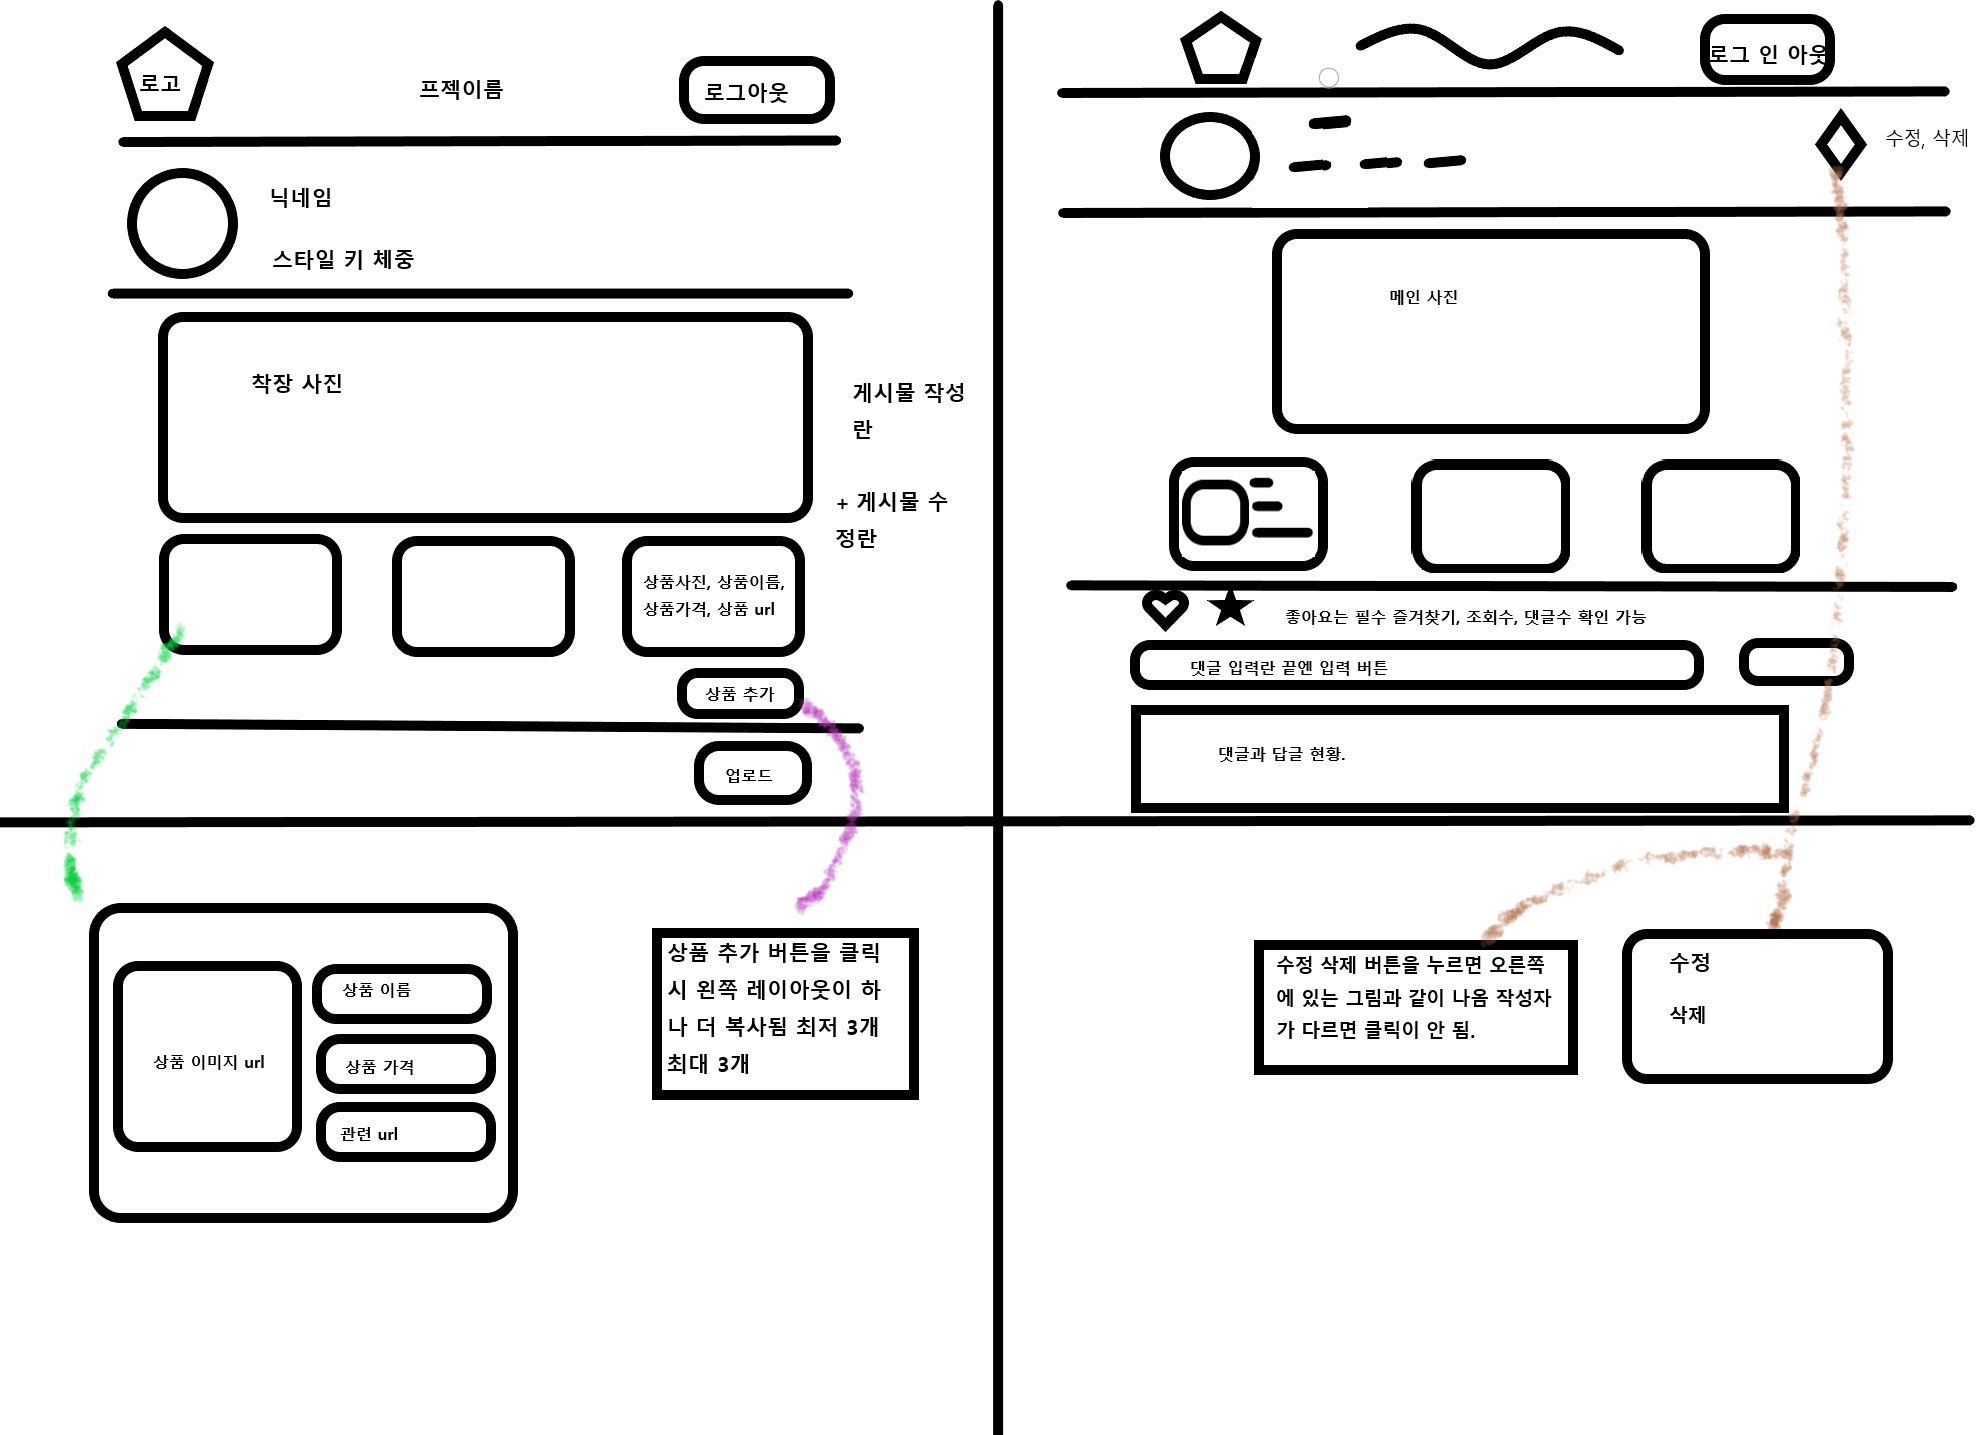 로고
프젝이름
로그아웃
닉네임
스타일 키 체중
착장 사진
게시물 작성
란
+ 게시물 수
정란
상품사진, 상품이름,
상품가격, 상품 url
상품 추가
업로드
상품 이미지 url
상품 이름
상품 가격
관련 url
상품 추가 버튼을 클릭
시 왼쪽 레이아웃이 하
나 더 복사됨 최저 3개
최대 3개
로그 인 아웃
수정, 삭제
메인 사진
좋아요는 필수 즐겨찾기, 조회수, 댓글수 확인 가능
댓글 입력란 끝엔 입력 버튼
댓글과 답글 현황.
수정 삭제 버튼을 누르면 오른쪽
에 있는 그림과 같이 나옴 작성자
가 다르면 클릭이 안 됨.
수정
삭제